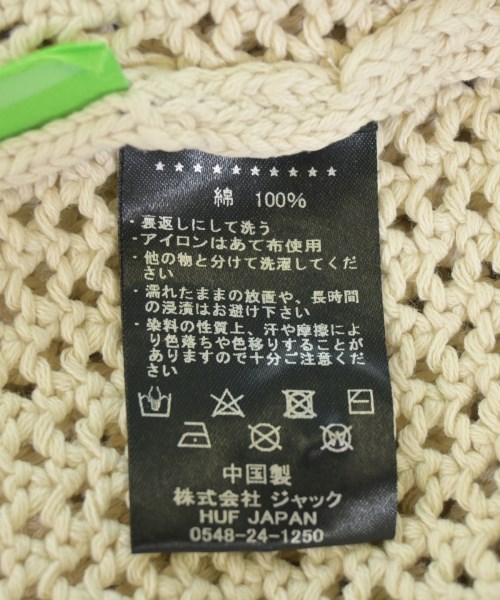 ★★★★★★★★★★
綿 100%
・裏返しにして洗う
・アイロンはあて布使用
・他の物と分けて洗濯してくだ
さい
・濡れたままの放置や、長時間
の浸漬はお避け下さい
・染料の性質上、汗や摩擦によ
り色落ちや色移りすることが
ありますので十分ご注意くだ
さい
中国製
株式会社 ジャック
HUF JAPAN
0548-24-1250